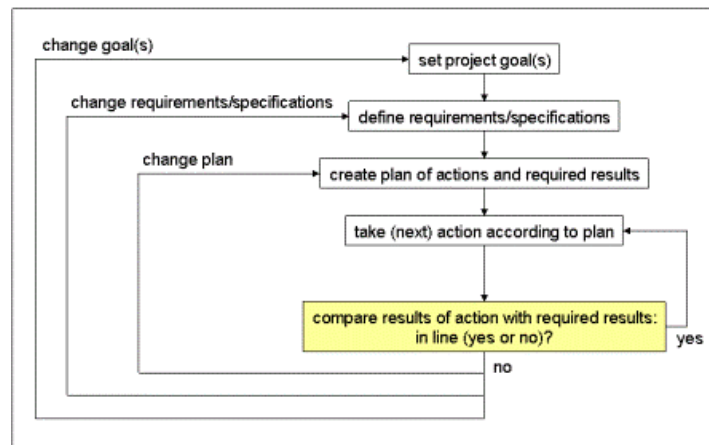 change goal(s)
set project goal(s)
change requirements/specifications
define requirements/specifications
change plan
create plan of actions and required results
take (next) action according to plan
compare results of action with required results:
in line (yes or no)?
yes
no